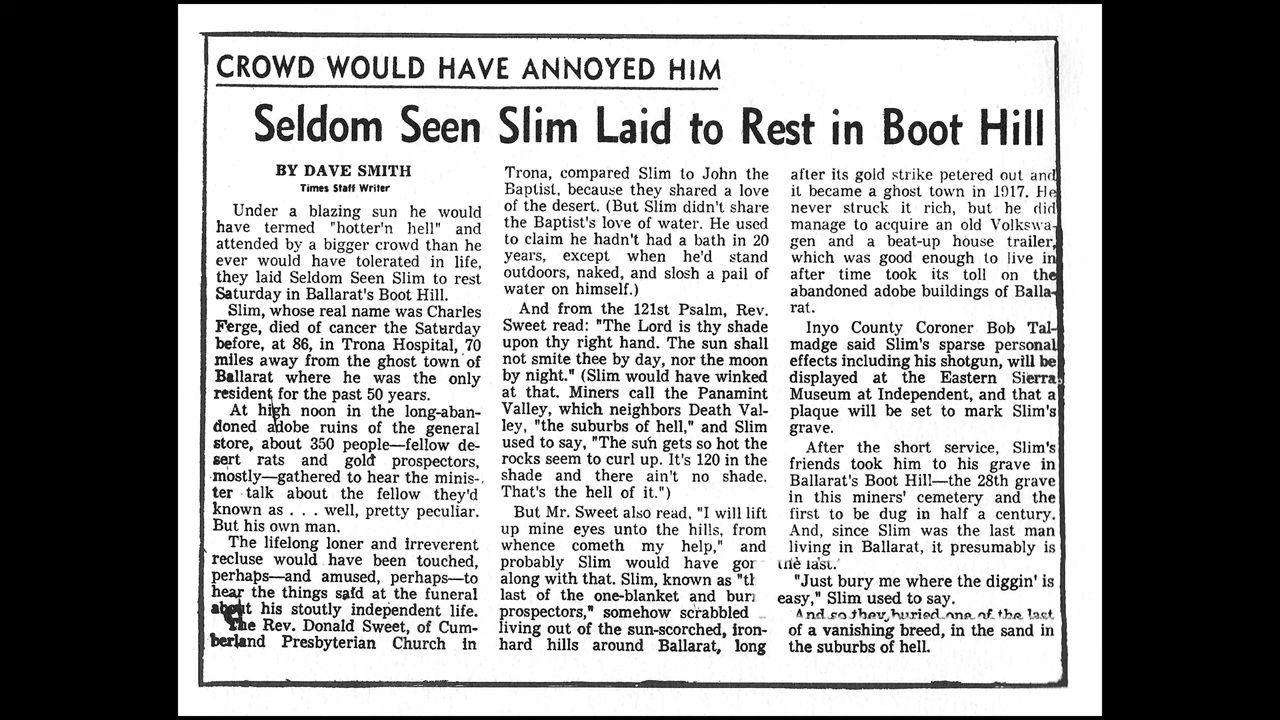 CROWD WOULD HAVE ANNOYED HIM
Seldom Seen Slim Laid to Rest in Boot Hill
BY DAVE SMITH
Times Staff Writer
Under a blazing sun he would
have termed "hotter'n hell" and
attended by a bigger crowd than he
ever would have tolerated in life,
they laid Seldom Seen Slim to rest
Saturday in Ballarat's Boot Hill.
Slim, whose real name was Charles
Ferge, died of cancer the Saturday
before, at 86, in Trona Hospital, 70
miles away from the ghost town of
Ballarat where he was the only
resident for the past 50 years.
At high noon in the long-aban-
doned adobe ruins of the general
store, about 350 people—fellow de-
sert rats and gold prospectors,
mostly—gathered to hear the minis-
ter talk about the fellow they'd
known as . . . well, pretty peculiar.
But his own man.
The lifelong loner and irreverent
recluse would have been touched,
perhaps—and amused, perhaps—to
hear the things said at the funeral
about his stoutly independent life.
The Rev. Donald Sweet, of Cum-
berland Presbyterian Church in
Trona, compared Slim to John the
Baptist, because they shared a love
of the desert. (But Slim didn't share
the Baptist's love of water. He used
to claim he hadn't had a bath in 20
years, except when he'd stand
outdoors, naked, and slosh a pail of
water on himself.)
And from the 121st Psalm, Rev.
Sweet read: "The Lord is thy shade
upon thy right hand. The sun shall
not smite thee by day, nor the moon
by night." (Slim would have winked
at that. Miners call the Panamint
Valley, which neighbors Death Val-
ley, "the suburbs of hell," and Slim
used to say, "The sun gets so hot the
rocks seem to curl up. It's 120 in the
shade and there ain't no shade.
That's the hell of it.")
But Mr. Sweet also read, "I will lift
up mine eyes unto the hills, from
whence cometh my help," and
probably Slim would have gor
along with that. Slim, known as "th
last of the one-blanket and burr
prospectors," somehow scrabbled
living out of the sun-scorched, iron-
hard hills around Ballarat, long
after its gold strike petered out and
it became a ghost town in 1917. He
never struck it rich, but he did
manage to acquire an old Volkswa-
gen and a beat-up house trailer,
which was good enough to live in
after time took its toll on the
abandoned adobe buildings of Balla-
rat.
Inyo County Coroner Bob Tal-
madge said Slim's sparse personal
effects including his shotgun, will be
displayed at the Eastern Sierra
Museum at Independent, and that a
plaque will be set to mark Slim's
grave.
After the short service, Slim's
friends took him to his grave in
Ballarat's Boot Hill—the 28th grave
in this miners' cemetery and the
first to be dug in half a century.
And, since Slim was the last man
living in Ballarat, it presumably is
the last.
"Just bury me where the diggin' is
easy," Slim used to say.
And so they buried one of the last
of a vanishing breed, in the sand in
the suburbs of hell.